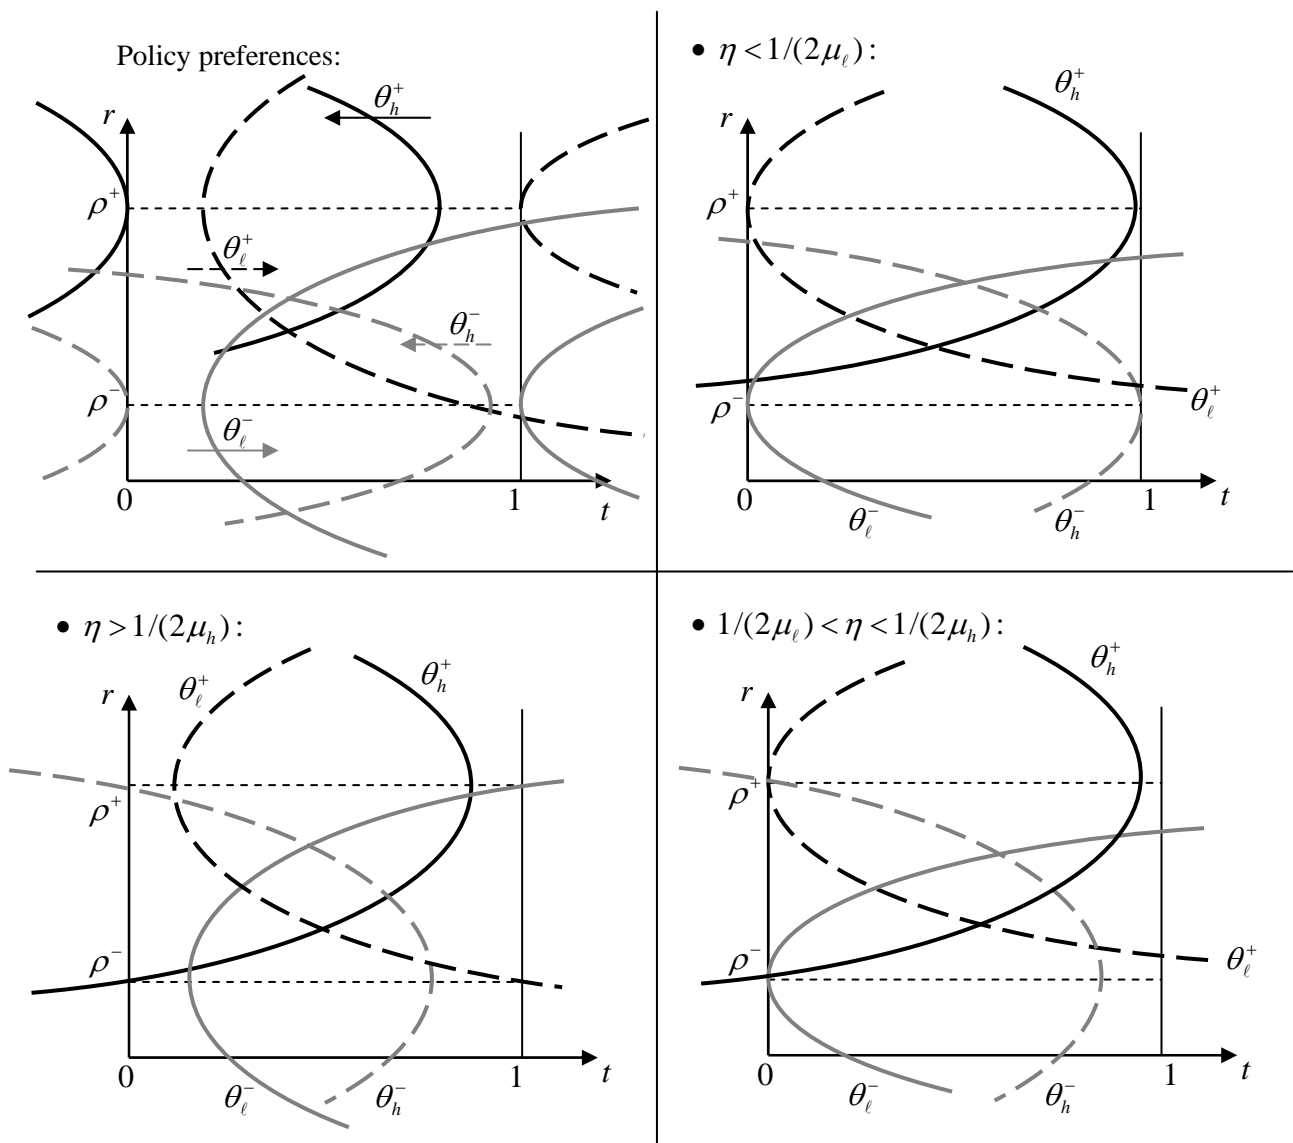 Policy preferences:
r
θ_h^+
ρ^+
θ_ℓ^+
θ_h^-
ρ^-
θ_ℓ^-
0
1
t
• η < 1/(2μ_ℓ):
θ_h^+
r
ρ^+
ρ^-
θ_ℓ^+
0
1
t
θ_ℓ^-
θ_h^-
• η > 1/(2μ_h):
θ_ℓ^+
θ_h^+
r
ρ^+
ρ^-
0
1
t
θ_ℓ^-
θ_h^-
• 1/(2μ_ℓ) < η < 1/(2μ_h):
θ_h^+
r
ρ^+
ρ^-
θ_ℓ^+
0
1
t
θ_ℓ^-
θ_h^-